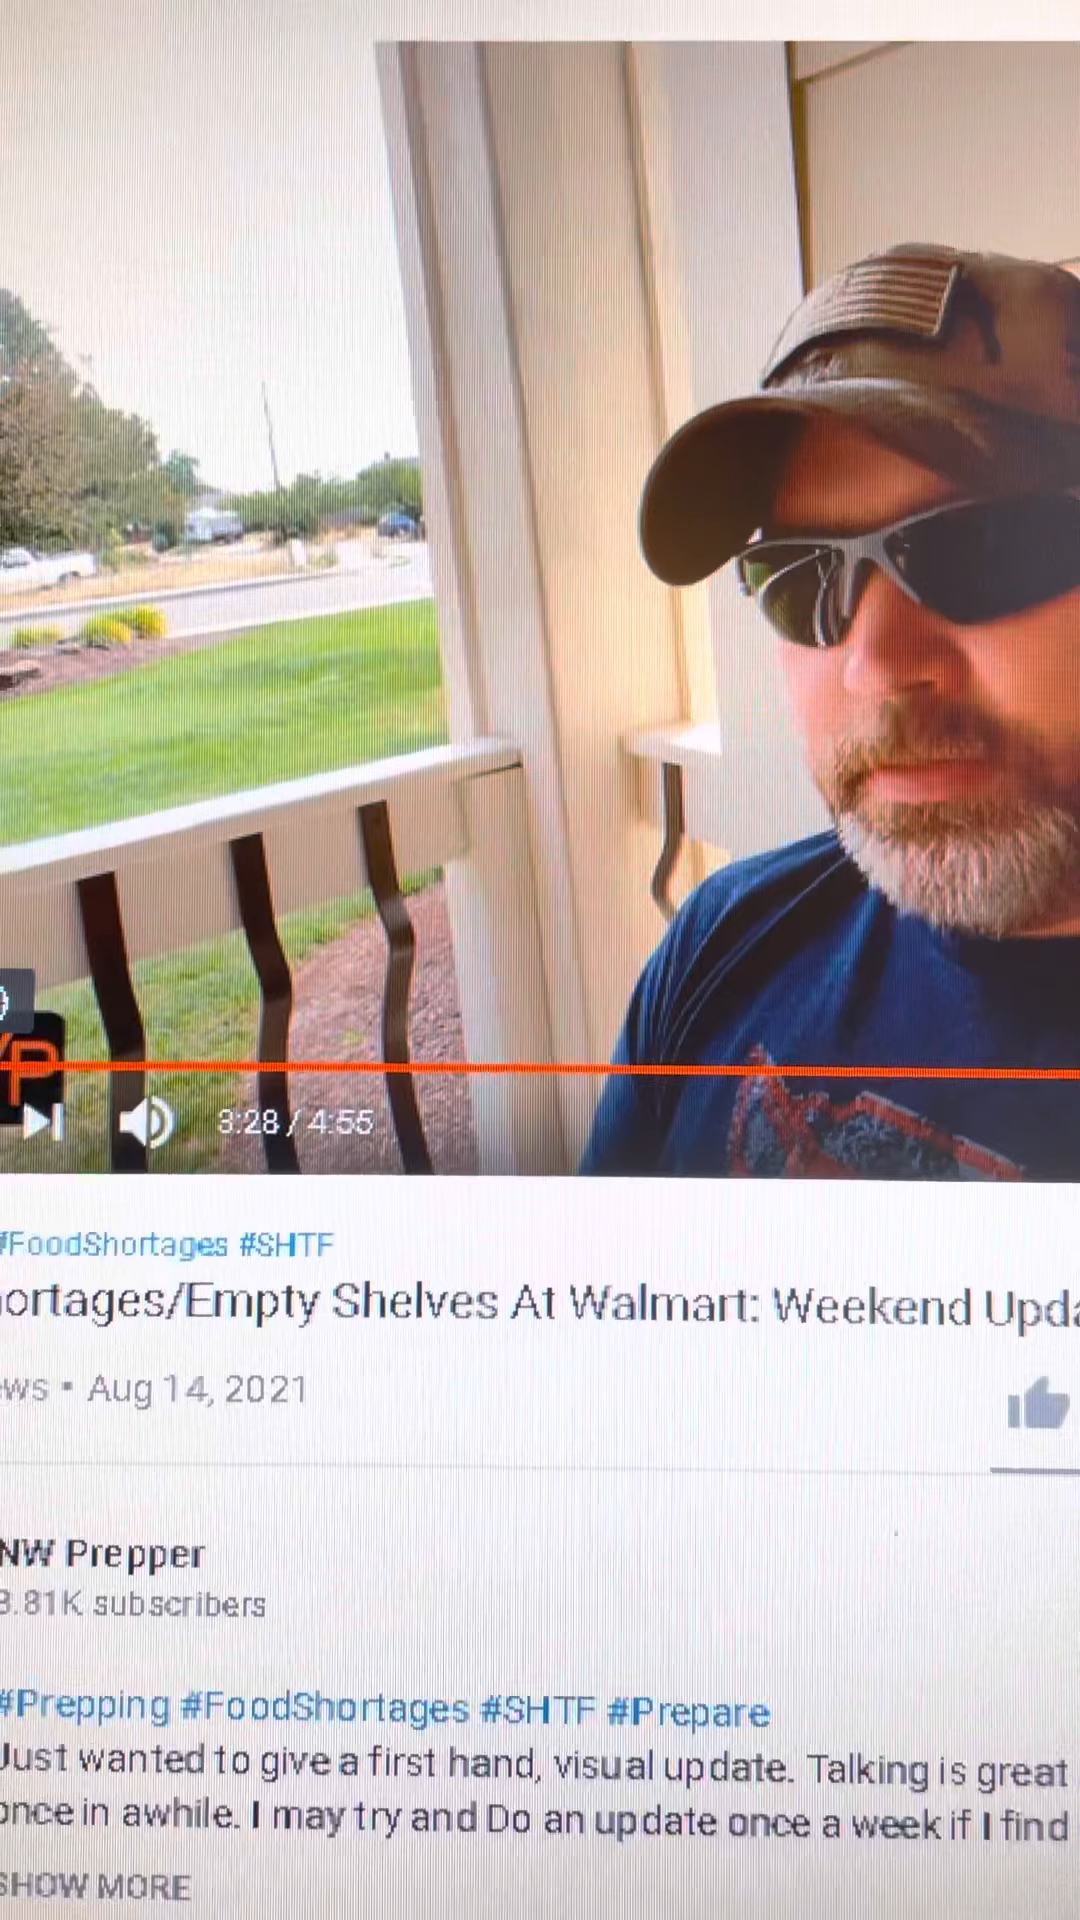 3:28 / 4:55
#FoodShortages #SHTF
ortages/Empty Shelves At Walmart: Weekend Upda
ws • Aug 14, 2021
NW Prepper
3.81K subscribers
#Prepping #FoodShortages #SHTF #Prepare
Just wanted to give a first hand, visual update. Talking is great
once in awhile. I may try and Do an update once a week if I find
SHOW MORE